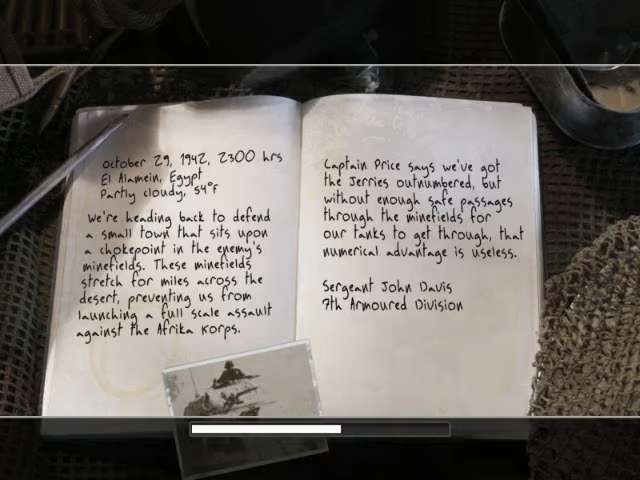 October 29, 1942, 2300 hrs
El Alamein, Egypt
Partly cloudy, 54°F
We're heading back to defend
a small town that sits upon
a chokepoint in the enemy's
minefields. These minefields
stretch for miles across the
desert, preventing us from
launching a full scale assault
against the Afrika Korps.
Captain Price says we've got
the Jerries outnumbered, but
without enough safe passages
through the minefields for
our tanks to get through, that
numerical advantage is useless.
Sergeant John Davis
7th Armoured Division